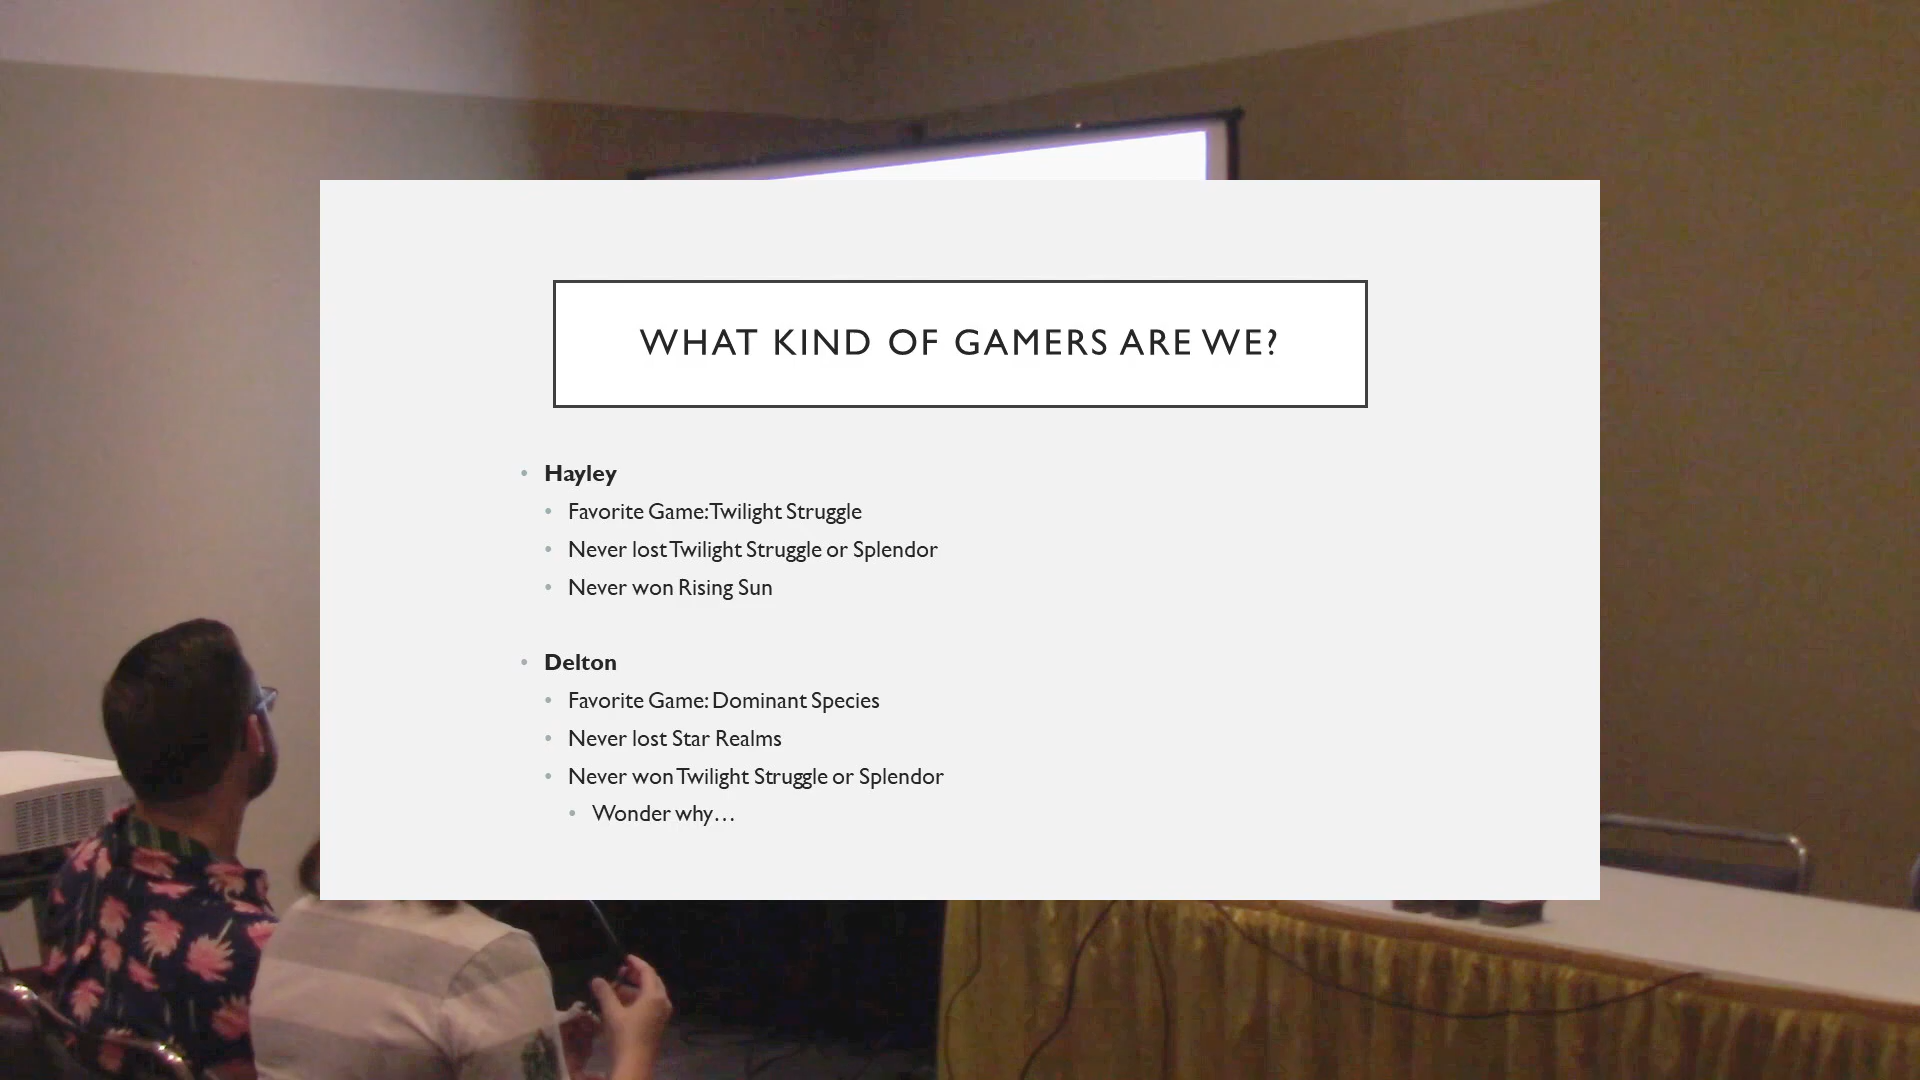 WHAT KIND OF GAMERS ARE WE?
• Hayley
• Favorite Game: Twilight Struggle
• Never lost Twilight Struggle or Splendor
• Never won Rising Sun
• Delton
• Favorite Game: Dominant Species
• Never lost Star Realms
• Never won Twilight Struggle or Splendor
• Wonder why…